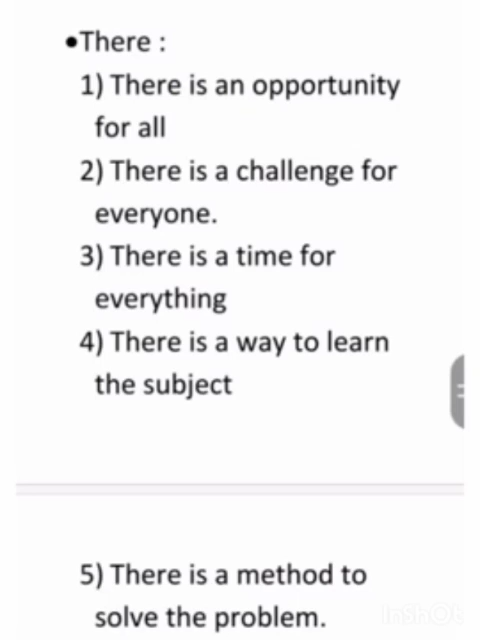 •There :
1) There is an opportunity
for all
2) There is a challenge for
everyone.
3) There is a time for
everything
4) There is a way to learn
the subject
5) There is a method to
solve the problem.
InShOt